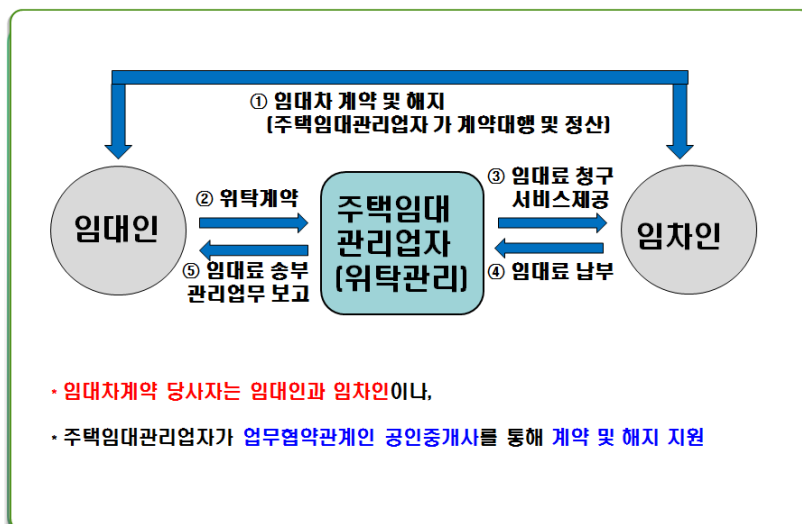 ① 임대차 계약 및 해지
(주택임대관리업자 가 계약대행 및 정산)
임대인
② 위탁계약
⑤ 임대료 송부
관리업무 보고
주택임대
관리업자
(위탁관리)
③ 임대료 청구
서비스제공
④ 임대료 납부
임차인
* 임대차계약 당사자는 임대인과 임차인이나,
* 주택임대관리업자가 업무협약관계인 공인중개사를 통해 계약 및 해지 지원